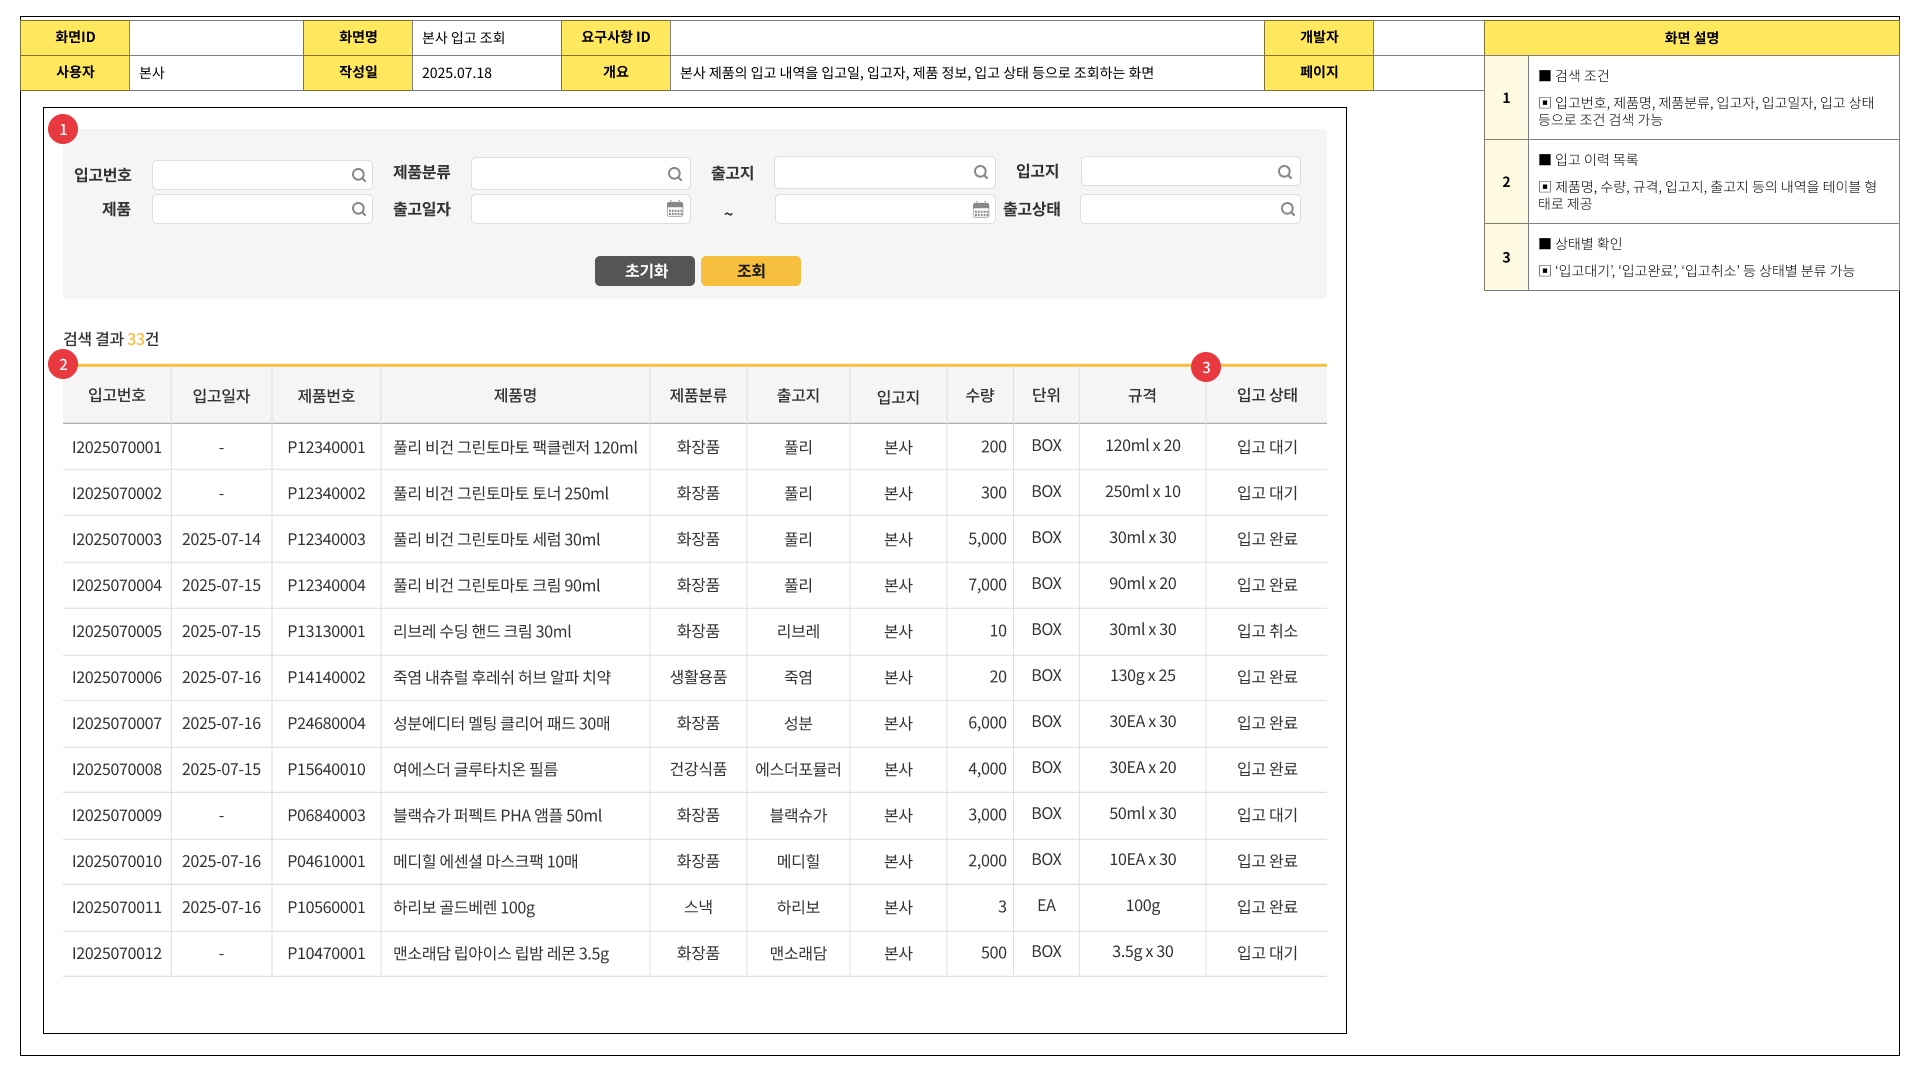 화면ID 화면명 본사 입고 조회 요구사항 ID 개발자 화면 설명
사용자 본사 작성일 2025.07.18 개요 본사 제품의 입고 내역을 입고일, 입고자, 제품 정보, 입고 상태 등으로 조회하는 화면 페이지
1
■ 검색 조건
▣ 입고번호, 제품명, 제품분류, 입고자, 입고일자, 입고 상태
등으로 조건 검색 가능
2
■ 입고 이력 목록
▣ 제품명, 수량, 규격, 입고지, 출고지 등의 내역을 테이블 형
태로 제공
3
■ 상태별 확인
▣ ‘입고대기’, ‘입고완료’, ‘입고취소’ 등 상태별 분류 가능
1
입고번호 제품분류 출고지 입고지
제품 출고일자 ~ 출고상태
초기화 조회
검색 결과 33건
2 3
입고번호 입고일자 제품번호 제품명 제품분류 출고지 입고지 수량 단위 규격 입고 상태
I2025070001 - P12340001 풀리 비건 그린토마토 팩클렌저 120ml 화장품 풀리 본사 200 BOX 120ml x 20 입고 대기
I2025070002 - P12340002 풀리 비건 그린토마토 토너 250ml 화장품 풀리 본사 300 BOX 250ml x 10 입고 대기
I2025070003 2025-07-14 P12340003 풀리 비건 그린토마토 세럼 30ml 화장품 풀리 본사 5,000 BOX 30ml x 30 입고 완료
I2025070004 2025-07-15 P12340004 풀리 비건 그린토마토 크림 90ml 화장품 풀리 본사 7,000 BOX 90ml x 20 입고 완료
I2025070005 2025-07-15 P13130001 리브레 수딩 핸드 크림 30ml 화장품 리브레 본사 10 BOX 30ml x 30 입고 취소
I2025070006 2025-07-16 P14140002 죽염 내츄럴 후레쉬 허브 알파 치약 생활용품 죽염 본사 20 BOX 130g x 25 입고 완료
I2025070007 2025-07-16 P24680004 성분에디터 멜팅 클리어 패드 30매 화장품 성분 본사 6,000 BOX 30EA x 30 입고 완료
I2025070008 2025-07-15 P15640010 여에스더 글루타치온 필름 건강식품 에스더포뮬러 본사 4,000 BOX 30EA x 20 입고 완료
I2025070009 - P06840003 블랙슈가 퍼펙트 PHA 앰플 50ml 화장품 블랙슈가 본사 3,000 BOX 50ml x 30 입고 대기
I2025070010 2025-07-16 P04610001 메디힐 에센셜 마스크팩 10매 화장품 메디힐 본사 2,000 BOX 10EA x 30 입고 완료
I2025070011 2025-07-16 P10560001 하리보 골드베렌 100g 스낵 하리보 본사 3 EA 100g 입고 완료
I2025070012 - P10470001 맨소래담 립아이스 립밤 레몬 3.5g 화장품 맨소래담 본사 500 BOX 3.5g x 30 입고 대기